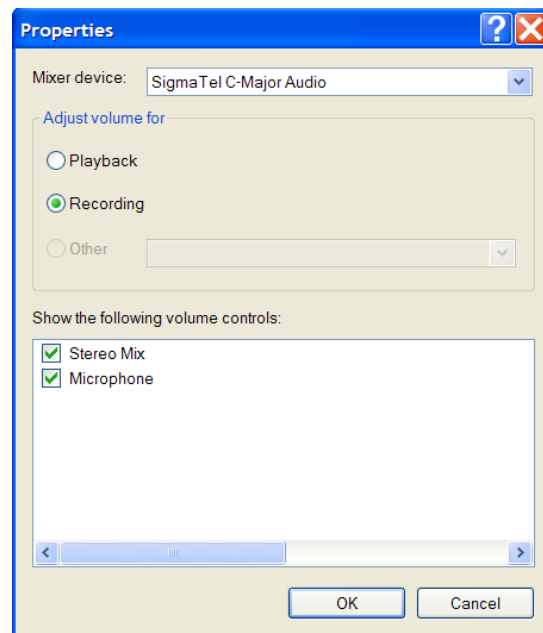 Properties
Mixer device: SigmaTel C-Major Audio
Adjust volume for
Playback
Recording
Other
Show the following volume controls:
Stereo Mix
Microphone
OK Cancel